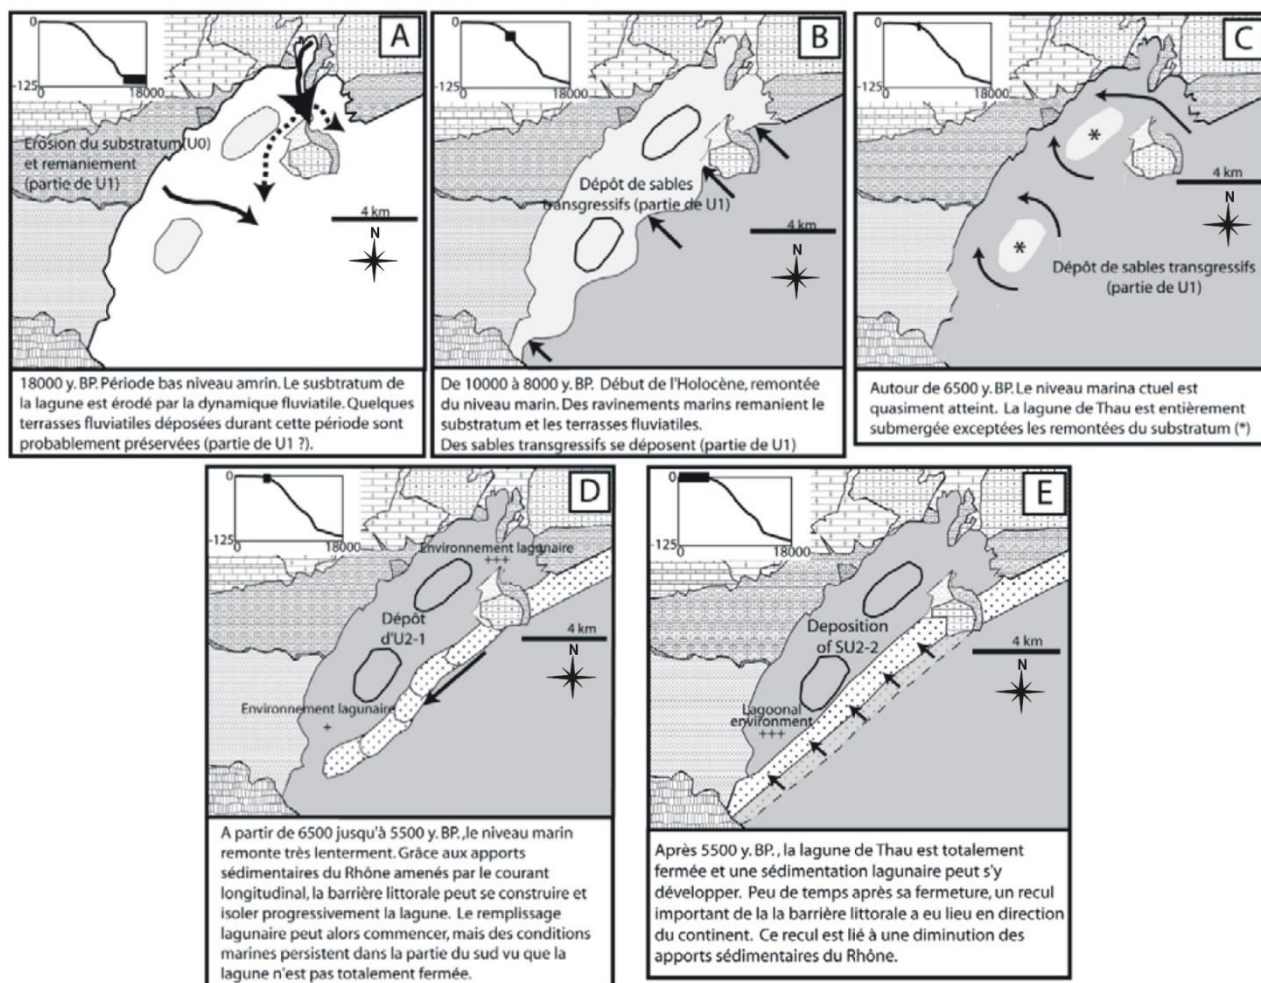 0
-125
18000
A
Erosion du substratum (U0)
et remaniement
(partie de U1)
4 km
N
18000 y. BP. Période bas niveau amrin. Le susbtratum de
la lagune est érodé par la dynamique fluviatile. Quelques
terrasses fluviatiles déposées durant cette période sont
probablement préservées (partie de U1 ?).
0
-125
18000
B
Dépôt de sables
transgressifs (partie de U1)
4 km
N
De 10000 à 8000 y. BP. Début de l'Holocène, remontée
du niveau marin. Des ravinements marins remanient le
substratum et les terrasses fluviatiles.
Des sables transgressifs se déposent (partie de U1)
0
-125
18000
C
*
*
4 km
N
Dépôt de sables transgressifs
(partie de U1)
Autour de 6500 y. BP. Le niveau marina ctuel est
quasiment atteint. La lagune de Thau est entièrement
submergée exceptées les remontées du substratum (*)
0
-125
0
18000
D
Environnement lagunaire
+++
Dépôt
d'U2-1
4 km
N
Environnement lagunaire
+
A partir de 6500 jusqu'à 5500 y. BP., le niveau marin
remonte très lenterment. Grâce aux apports
sédimentaires du Rhône amenés par le courant
longitudinal, la barrière littorale peut se construire et
isoler progressivement la lagune. Le remplissage
lagunaire peut alors commencer, mais des conditions
marines persistent dans la partie du sud vu que la
lagune n'est pas totalement fermée.
0
-125
0
18000
E
Deposition
of SU2-2
4 km
N
Lagoonal
environment
+++
Après 5500 y. BP., la lagune de Thau est totalement
fermée et une sédimentation lagunaire peut s'y
développer. Peu de temps après sa fermeture, un recul
important de la la barrière littorale a eu lieu en direction
du continent. Ce recul est lié à une diminution des
apports sédimentaires du Rhône.